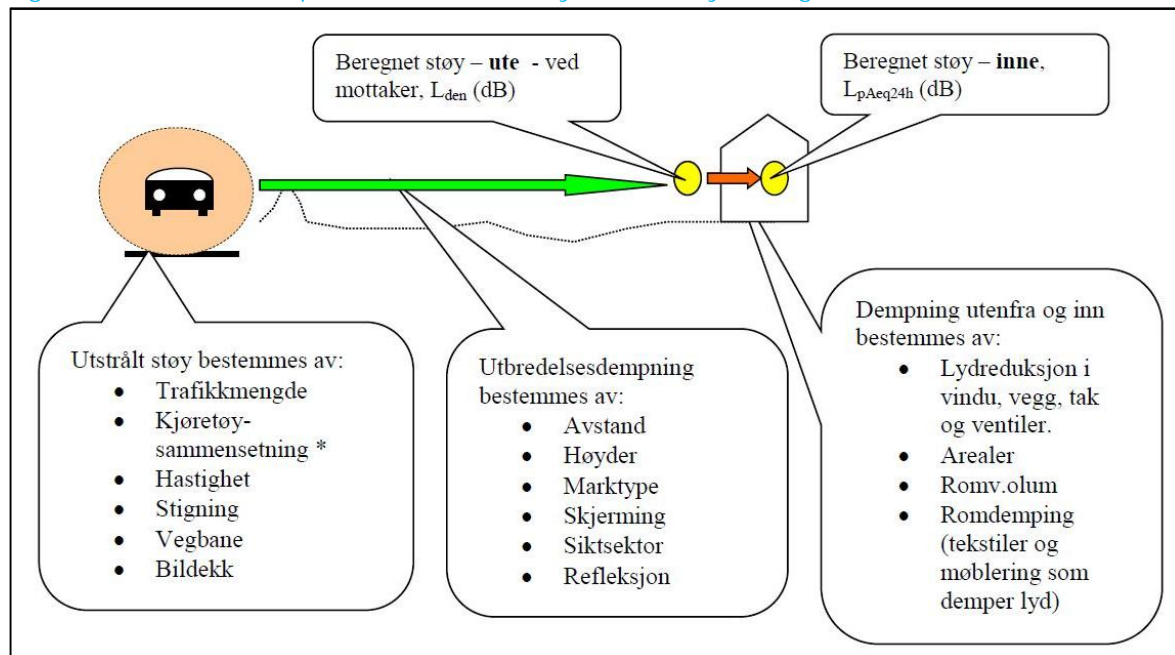 Beregnet støy – ute - ved
mottaker, Lden (dB)
Beregnet støy – inne,
LpAeq24h (dB)
Utstrålt støy bestemmes av:
• Trafikkmengde
• Kjøretøy-
sammensetning *
• Hastighet
• Stigning
• Vegbane
• Bildekk
Utbredelsesdempning
bestemmes av:
• Avstand
• Høyder
• Marktype
• Skjerming
• Siktsektor
• Refleksjon
Dempning utenfra og inn
bestemmes av:
• Lydreduksjon i
vindu, vegg, tak
og ventiler.
• Arealer
• Romv.olum
• Romdemping
(tekstiler og
møblering som
demper lyd)